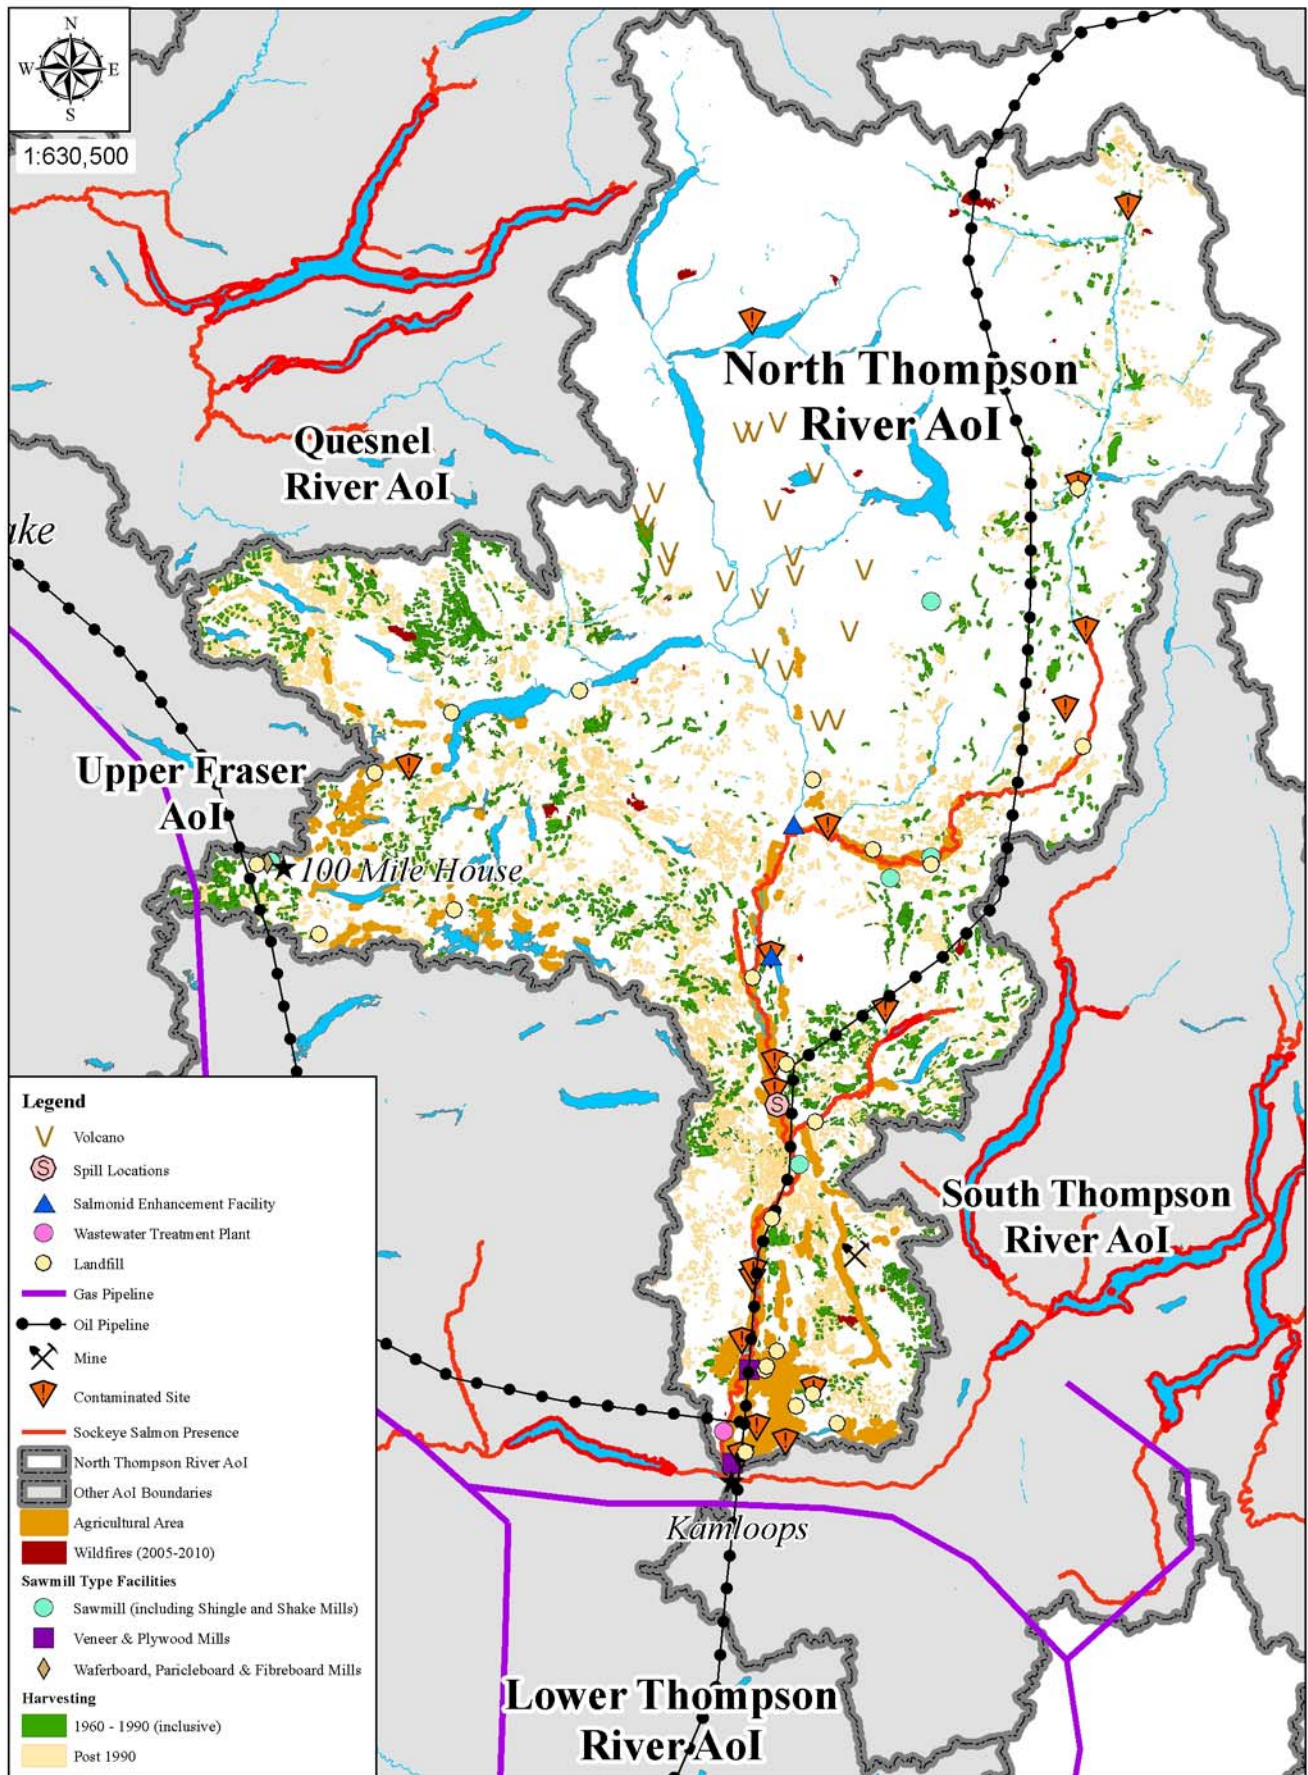 N
W E
S
1:630,500
North Thompson
River AoI
Quesnel
River AoI
ake
Upper Fraser
AoI
100 Mile House
South Thompson
River AoI
Kamloops
Lower Thompson
River AoI
Legend
V Volcano
S Spill Locations
Salmonid Enhancement Facility
Wastewater Treatment Plant
Landfill
Gas Pipeline
Oil Pipeline
Mine
! Contaminated Site
Sockeye Salmon Presence
North Thompson River AoI
Other AoI Boundaries
Agricultural Area
Wildfires (2005-2010)
Sawmill Type Facilities
Sawmill (including Shingle and Shake Mills)
Veneer & Plywood Mills
Waferboard, Paricleboard & Fibreboard Mills
Harvesting
1960 - 1990 (inclusive)
Post 1990